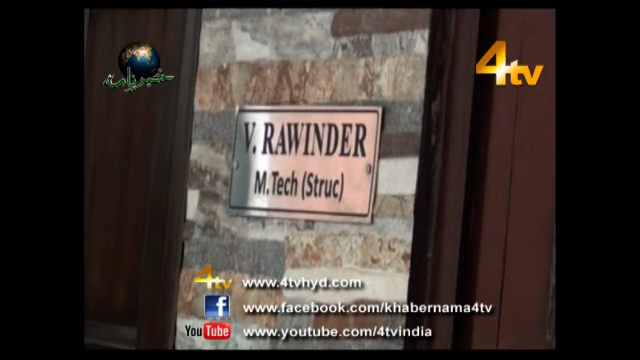 خبرنامہ
4tv
V. RAWINDER
M.Tech (Struc)
4tv www.4tvhyd.com
f www.facebook.com/khabernama4tv
YouTube www.youtube.com/4tvindia